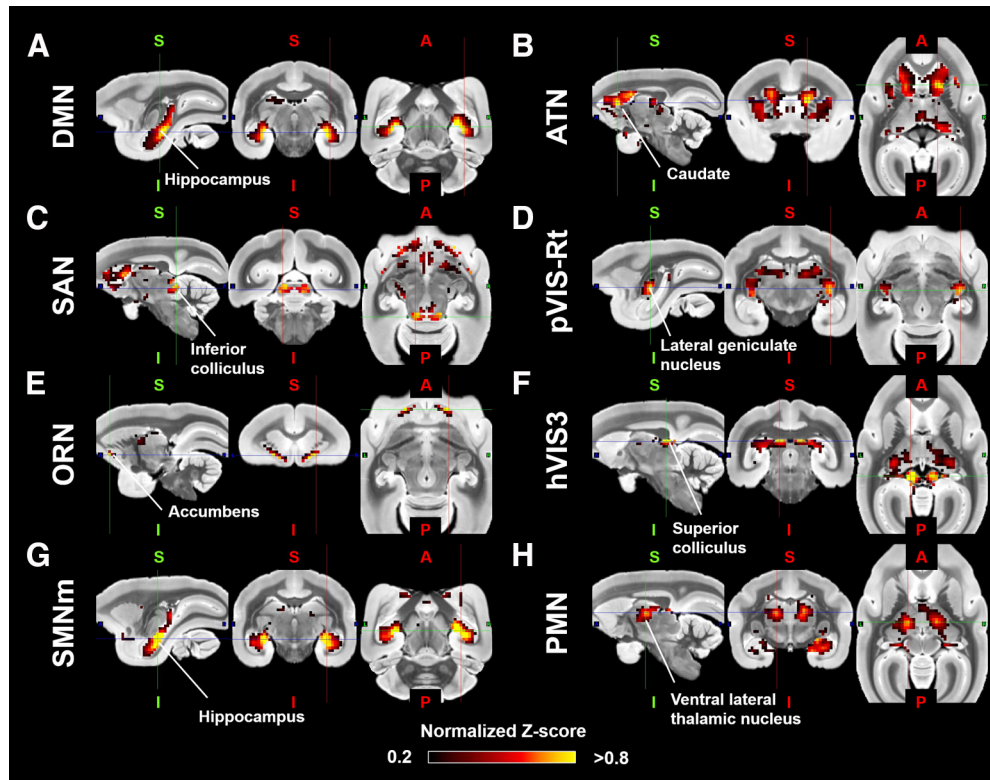 A
DMN
S
S
A
Hippocampus
I
P
B
ATN
S
S
A
Caudate
I
I
P
C
SAN
S
S
A
Inferior
colliculus
I
I
P
D
pVIS-Rt
S
S
A
Lateral geniculate
nucleus
I
I
P
E
ORN
S
S
A
Accumbens
I
I
P
F
hVIS3
S
S
A
Superior
colliculus
I
I
P
G
SMNm
S
S
A
Hippocampus
I
I
P
H
PMN
S
S
A
Ventral lateral
thalamic nucleus
I
I
P
Normalized Z-score
0.2
>0.8